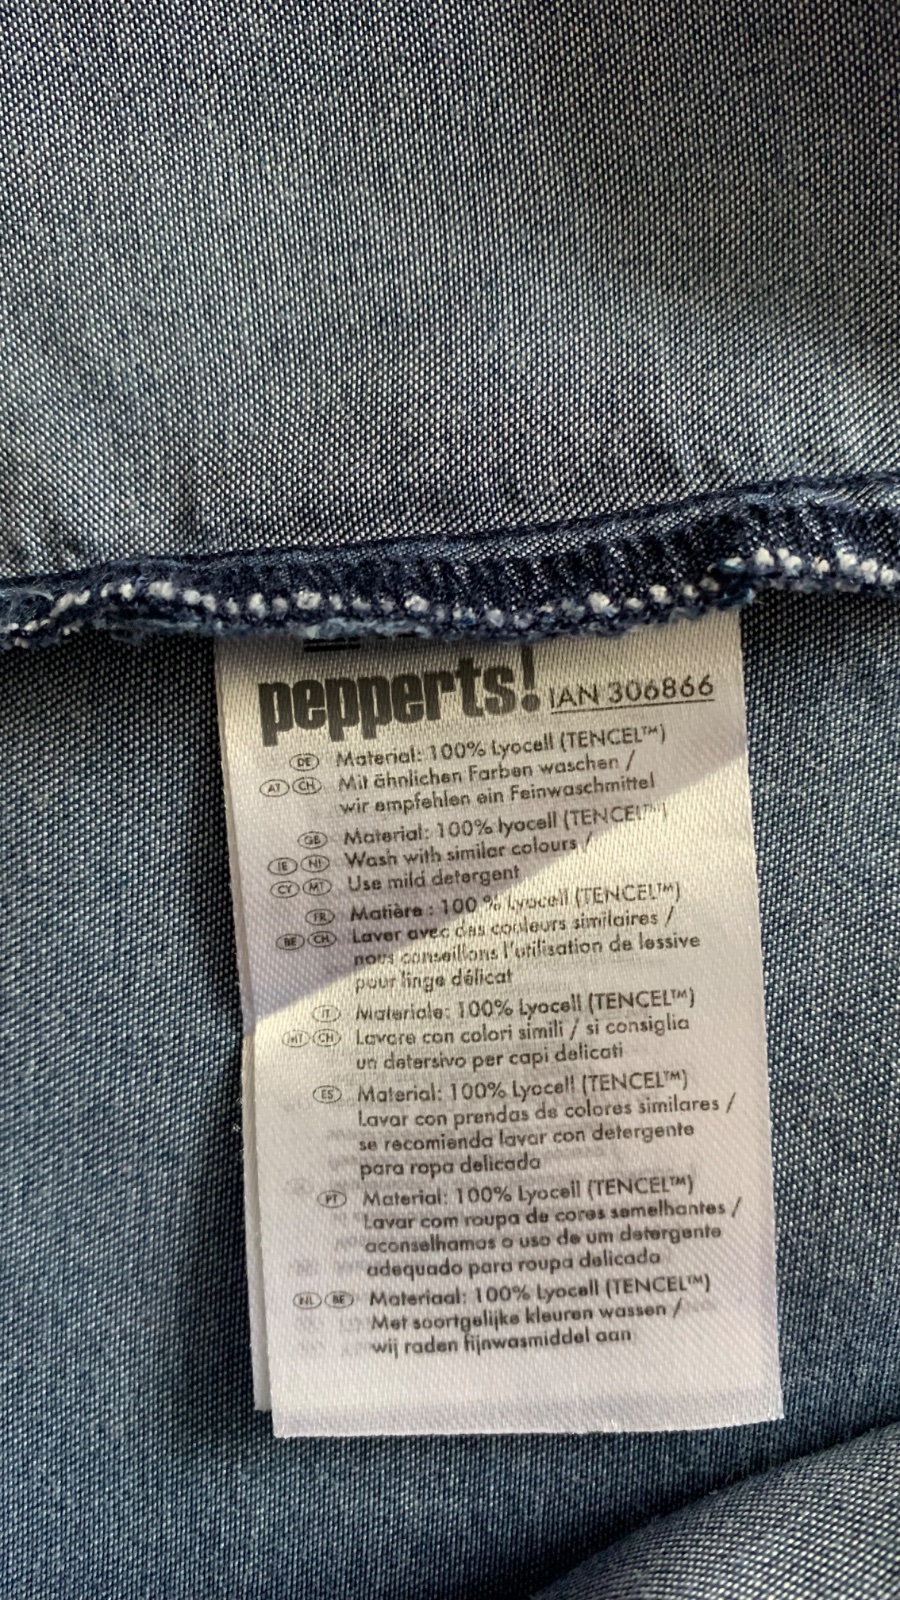 pepperts! IAN 306866
DE Material: 100% Lyocell (TENCEL™)
AT CH Mit ähnlichen Farben waschen /
wir empfehlen ein Feinwaschmittel
GB Material: 100% lyocell (TENCEL™)
IE NI Wash with similar colours /
CY MT Use mild detergent
FR Matière : 100 % Lyocell (TENCEL™)
BE CH Laver avec des couleurs similaires /
nous conseillons l'utilisation de lessive
pour linge délicat
IT Materiale: 100% Lyocell (TENCEL™)
MT CH Lavare con colori simili / si consiglia
un detersivo per capi delicati
ES Material: 100% Lyocell (TENCEL™)
Lavar con prendas de colores similares /
se recomienda lavar con detergente
para ropa delicada
PT Material: 100% Lyocell (TENCEL™)
Lavar com roupa de cores semelhantes /
aconselhamos o uso de um detergente
adequado para roupa delicada
NL BE Materiaal: 100% Lyocell (TENCEL™)
Met soortgelijke kleuren wassen /
wij raden fijnwasmiddel aan